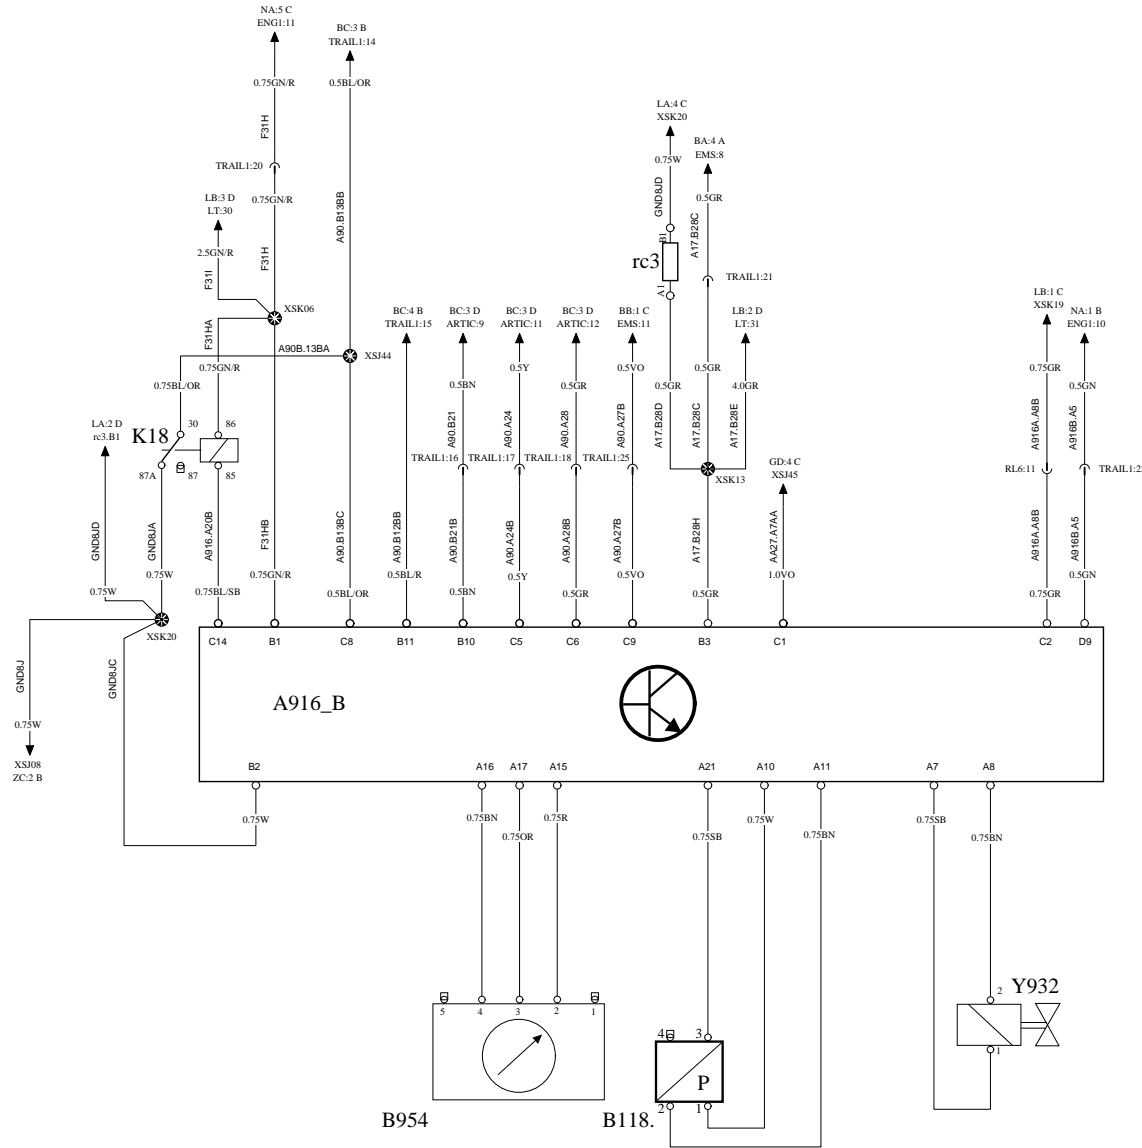 NA:5 C
ENG1:11
BC:3 B
TRAIL1:14
0.75GN/R
0.5BL/OR
LA:4 C
XSK20
F31H
BA:4 A
EMS:8
0.75W
TRAIL1:20
0.75GN/R
GND8JD
0.5GR
LB:3 D
LT:30
A90.B13BB
A17.B28C
2.5GN/R
F31I
F31H
B1
rc3
A1
TRAIL1:21
LB:1 C
XSK19
XSK06
BC:4 B
TRAIL1:15
BC:3 D
ARTIC:9
BC:3 D
ARTIC:11
BC:3 D
ARTIC:12
BB:1 C
EMS:11
LB:2 D
LT:31
NA:1 B
ENG1:10
F31HA
A90B.13BA
XSJ44
0.75GN/R
0.75BL/OR
0.5BN
0.5Y
0.5GR
0.5VO
0.5GR
0.5GR
4.0GR
0.75GR
0.5GN
LA:2 D
rc3.B1
K18
30
86
A90.B21
A90.A24
A90.A28
A90.A27B
A17.B28D
A17.B28C
A17.B28E
A916A.A8B
A916B.A5
TRAIL1:16
TRAIL1:17
TRAIL1:18
TRAIL1:25
GD:4 C
XSJ45
RL6:11
TRAIL1:2
87A
87
85
XSK13
GND8JD
GND8JA
A916.A20B
F31HB
A90.B13BC
A90.B12BB
A90.B21B
A90.A24B
A90.A28B
A90.A27B
A17.B28H
AA27.A7AA
A916A.A8B
A916B.A5
0.75W
0.75W
0.75BL/SB
0.75GN/R
0.5BL/OR
0.5BL/R
0.5BN
0.5Y
0.5GR
0.5VO
0.5GR
1.0VO
0.75GR
0.5GN
XSK20
C14
B1
C8
B11
B10
C5
C6
C9
B3
C1
C2
D9
GND8J
GND8JC
A916_B
0.75W
XSJ08
ZC:2 B
B2
A16
A17
A15
A21
A10
A11
A7
A8
0.75W
0.75BN
0.75OR
0.75R
0.75SB
0.75W
0.75BN
0.75SB
0.75BN
2
Y932
5
4
3
2
1
4
3
1
P
B954
B118.
2
1